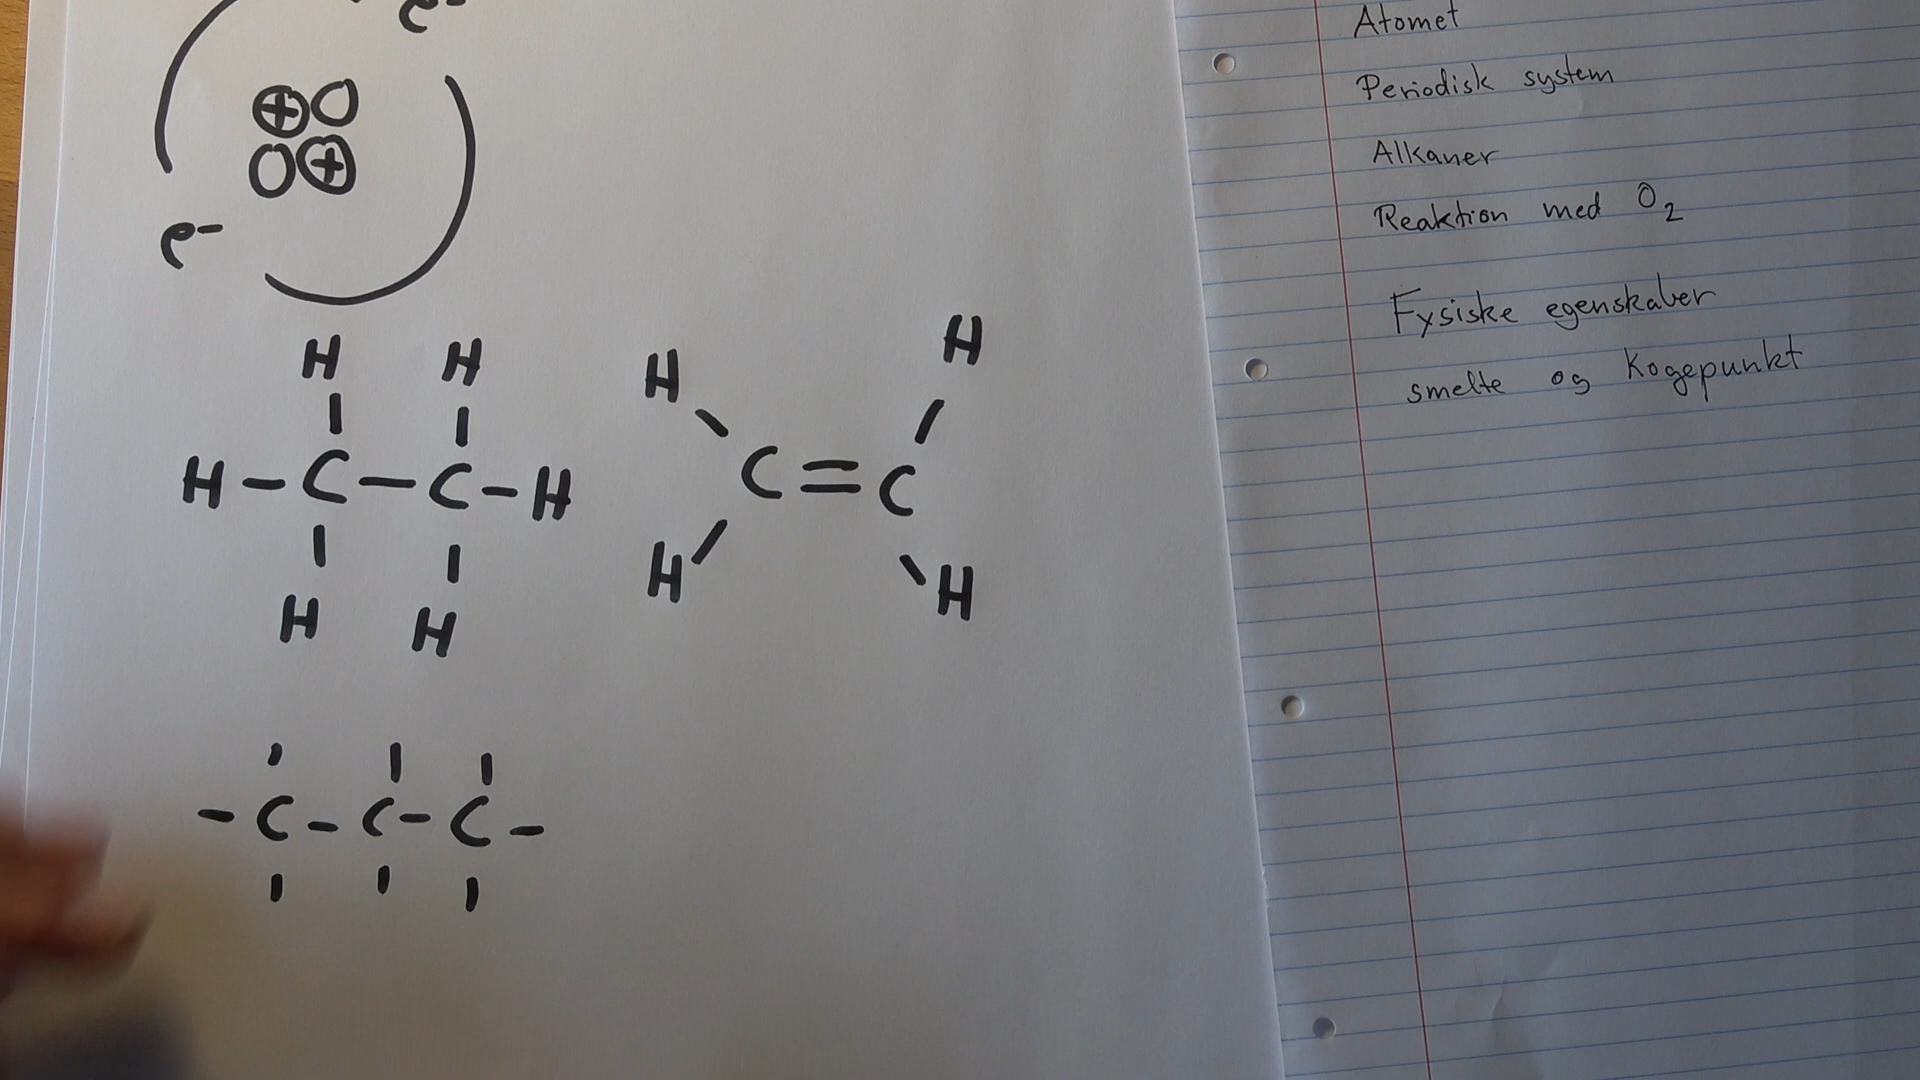 e-
+
+
e-
H H
H-C-C-H
H H
H H
C=C
H H
-C-C-C-
Atomet
Periodisk system
Alkaner
Reaktion med O2
Fysiske egenskaber
smelte og Kogepunkt